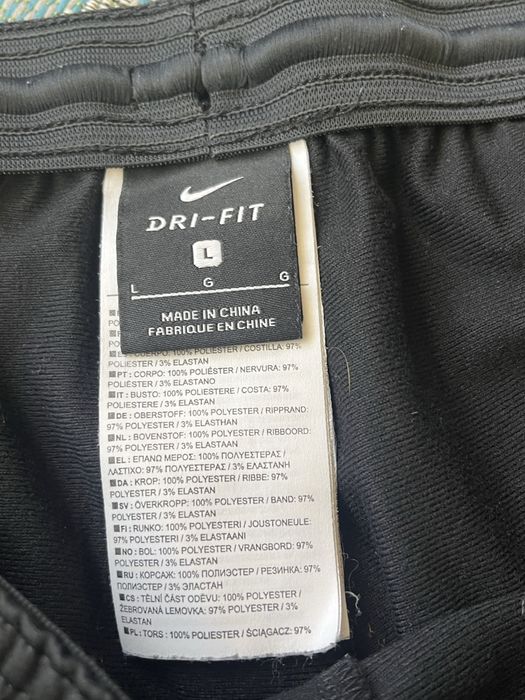 DRI-FIT
L
L G G
MADE IN CHINA
FABRIQUE EN CHINE
POLIESTER / 3% ELASTAN
PT : CORPO: 100% POLIÉSTER / NERVURA: 97%
POLIÉSTER / 3% ELASTANO
IT : BUSTO: 100% POLIESTERE / COSTA: 97%
POLIESTERE / 3% ELASTAN
DE : OBERSTOFF: 100% POLYESTER / RIPPRAND:
97% POLYESTER / 3% ELASTHAN
NL : BOVENSTOF: 100% POLYESTER / RIBBOORD:
97% POLYESTER / 3% ELASTAAN
EL : ΕΠΑΝΩ ΜΕΡΟΣ: 100% ΠΟΛΥΕΣΤΕΡΑΣ /
ΛΑΣΤΙΧΟ: 97% ΠΟΛΥΕΣΤΕΡΑΣ / 3% ΕΛΑΣΤΑΝΗ
DA : KROP: 100% POLYESTER / RIBBE: 97%
POLYESTER / 3% ELASTAN
SV : ÖVERKROPP: 100% POLYESTER / BAND: 97%
POLYESTER / 3% ELASTAN
FI : RUNKO: 100% POLYESTERI / JOUSTONEULE:
97% POLYESTERI / 3% ELASTAANI
NO: BOL: 100% POLYESTER / VRANGBORD: 97%
POLYESTER / 3% ELASTAN
RU : КОРСАЖ: 100% ПОЛИЭСТЕР / РЕЗИНКА: 97%
ПОЛИЭСТЕР / 3% ЭЛАСТАН
CS : TĚLNÍ ČÁST ODĚVU: 100% POLYESTER /
ŽEBROVANÁ LEMOVKA: 97% POLYESTER / 3%
ELASTAN
PL : TORS : 100% POLIESTER / ŚCIĄGACZ: 97%